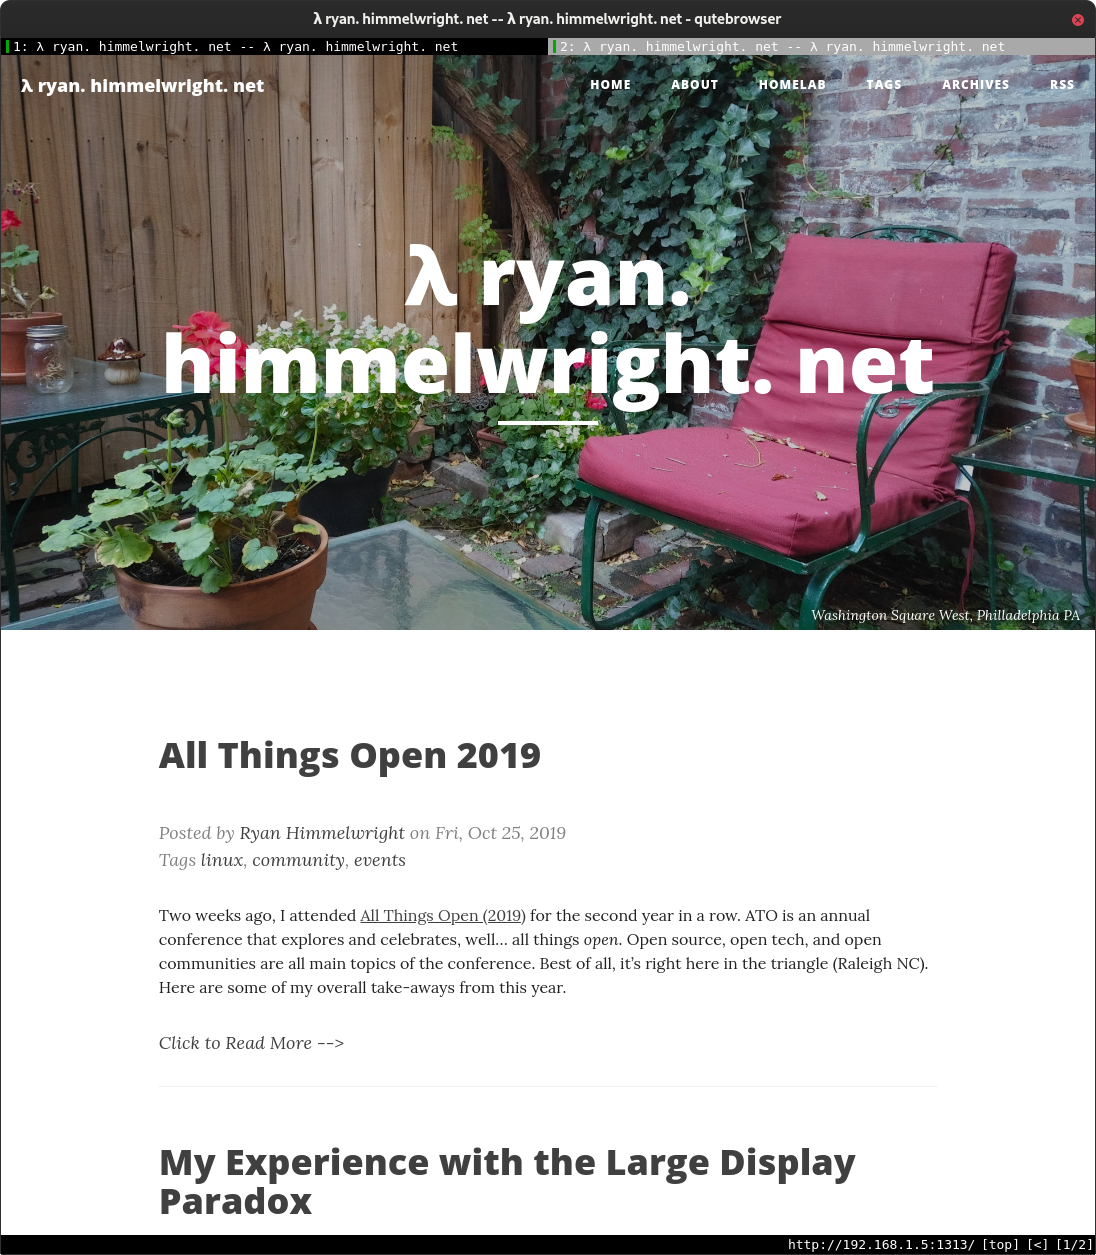 λ ryan. himmelwright. net -- λ ryan. himmelwright. net - qutebrowser
1: λ ryan. himmelwright. net -- λ ryan. himmelwright. net
2: λ ryan. himmelwright. net -- λ ryan. himmelwright. net
λ ryan. himmelwright. net
HOME ABOUT HOMELAB TAGS ARCHIVES RSS
λ ryan.
himmelwright. net
Washington Square West, Philladelphia PA
All Things Open 2019
Posted by Ryan Himmelwright on Fri, Oct 25, 2019
Tags linux, community, events
Two weeks ago, I attended All Things Open (2019) for the second year in a row. ATO is an annual
conference that explores and celebrates, well... all things open. Open source, open tech, and open
communities are all main topics of the conference. Best of all, it’s right here in the triangle (Raleigh NC).
Here are some of my overall take-aways from this year.
Click to Read More -->
My Experience with the Large Display
Paradox
http://192.168.1.5:1313/ [top] [<] [1/2]